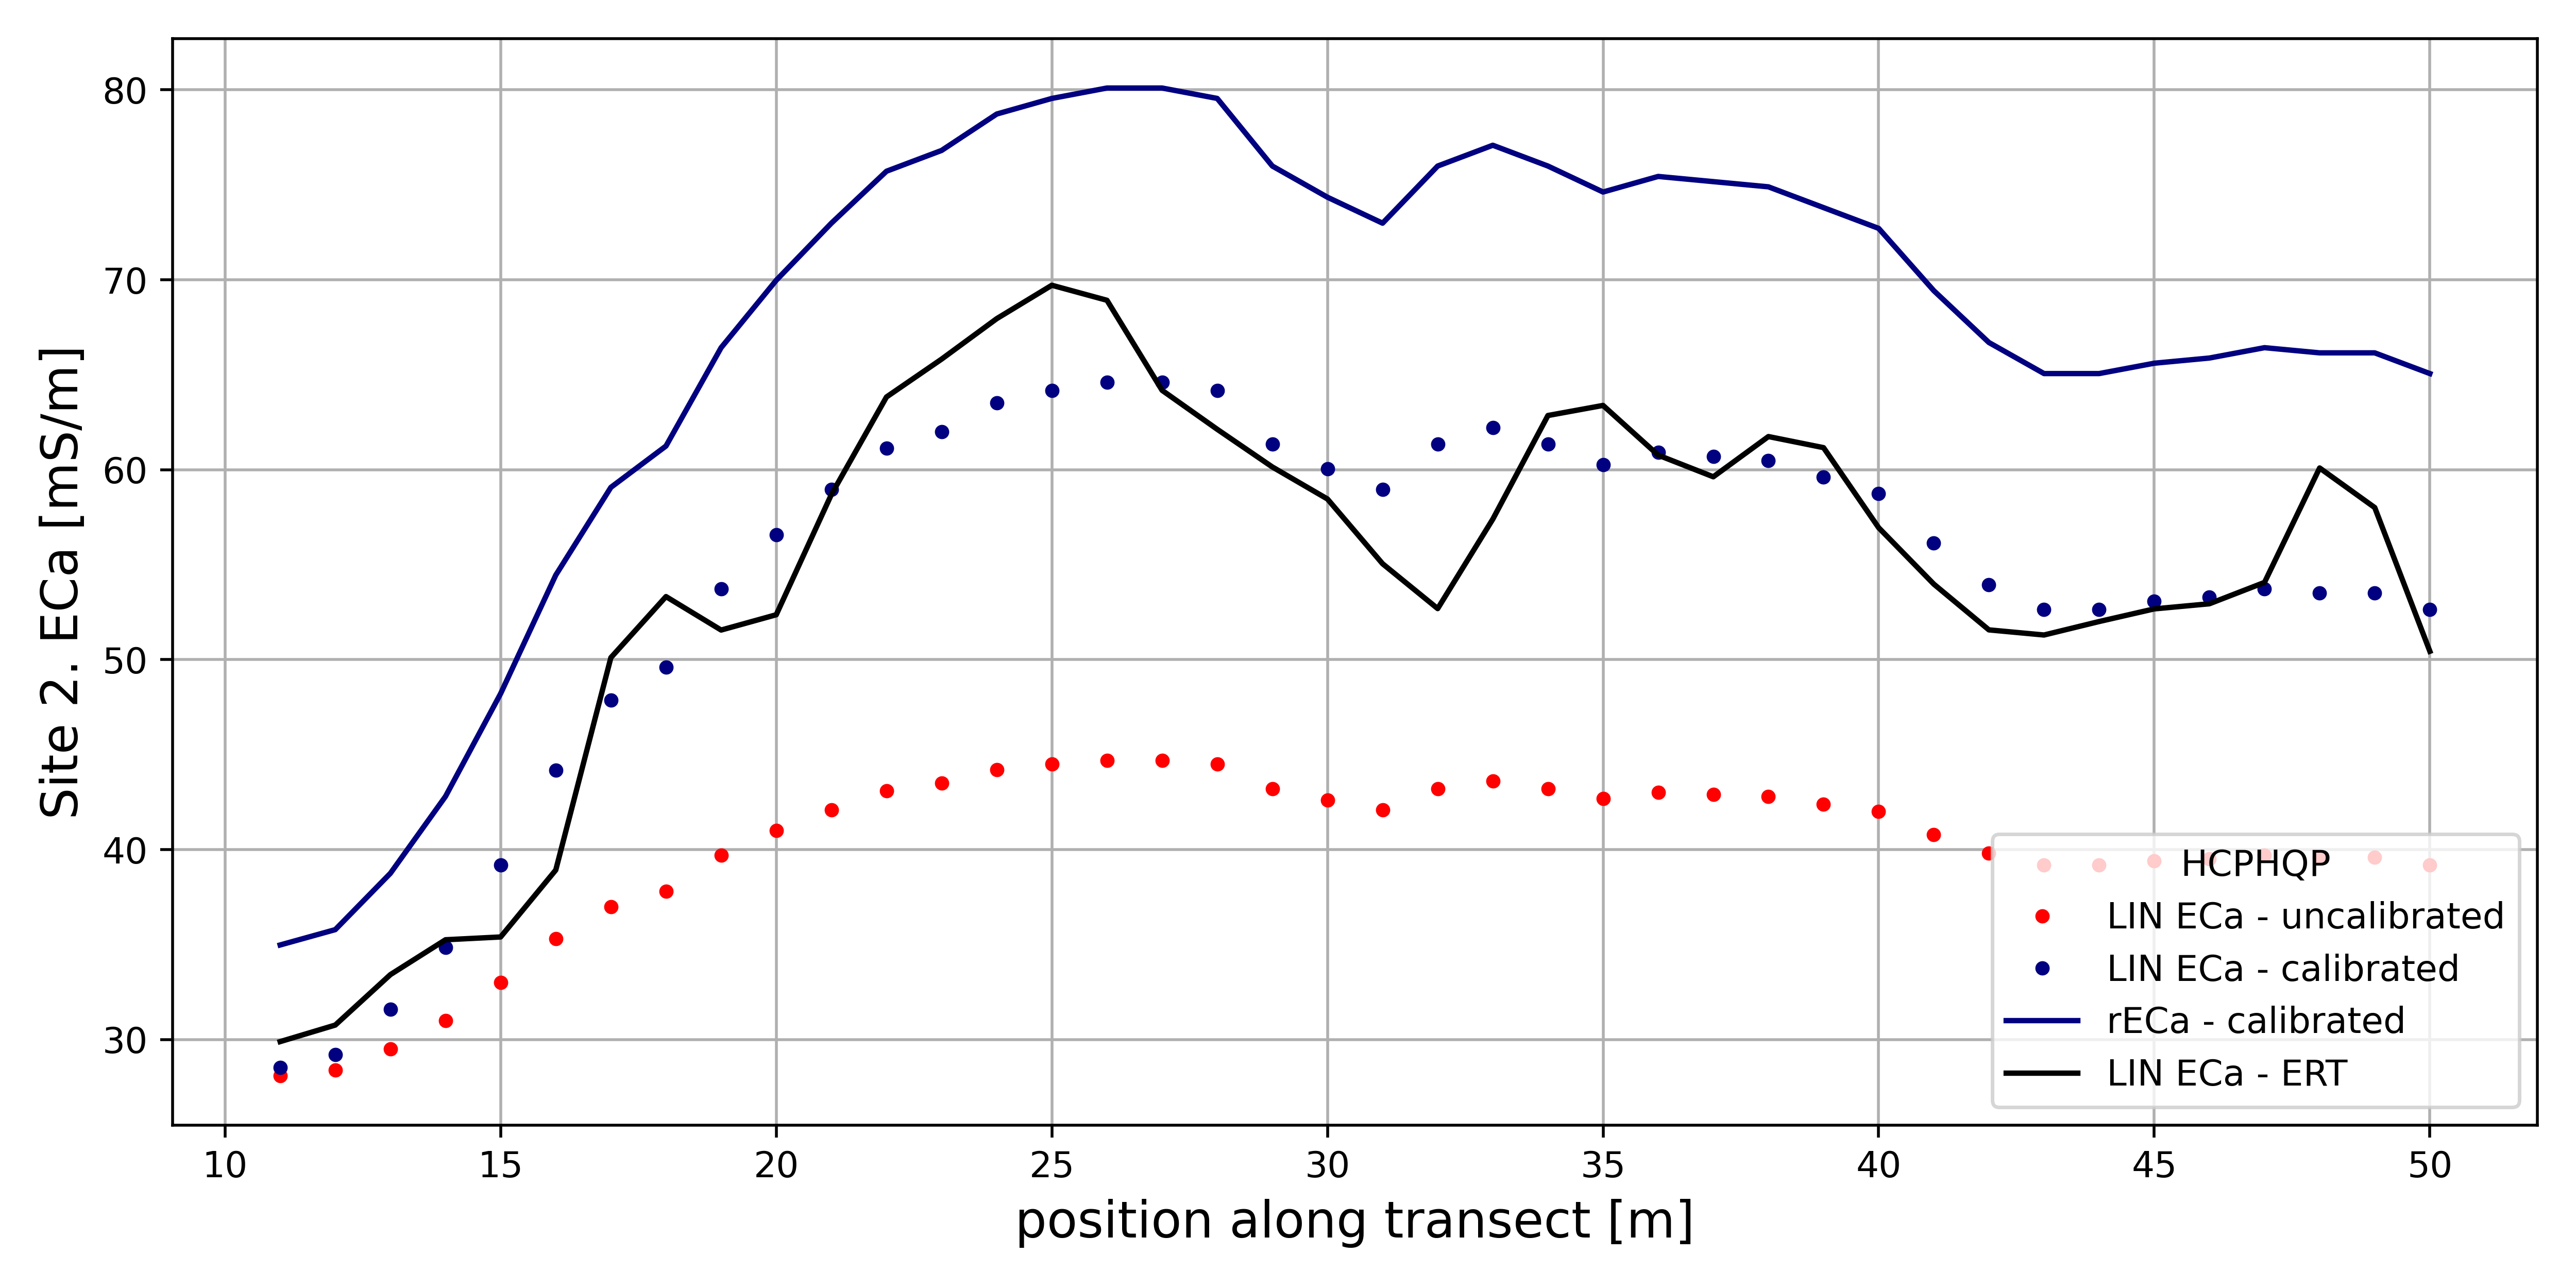 80
70
60
50
40
30
Site 2. ECa [mS/m]
HCPHQP
LIN ECa - uncalibrated
LIN ECa - calibrated
rECa - calibrated
LIN ECa - ERT
10 15 20 25 30 35 40 45 50
position along transect [m]